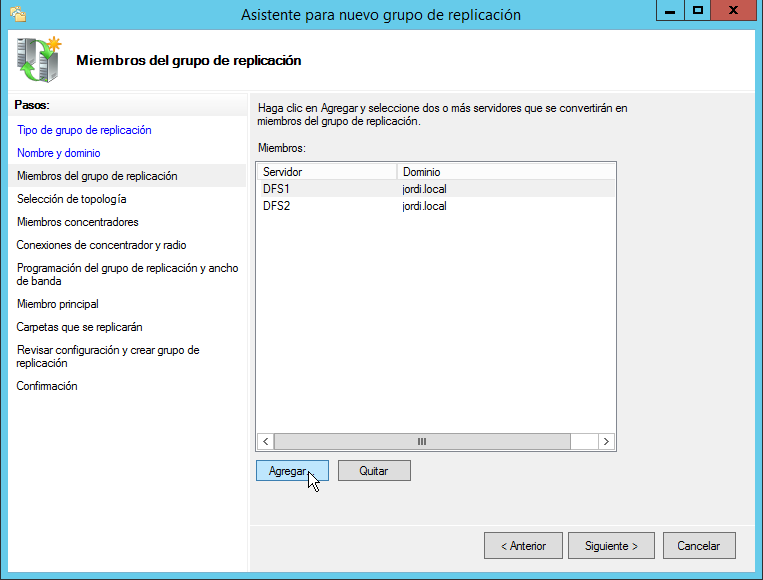 Asistente para nuevo grupo de replicación
Miembros del grupo de replicación
Pasos:
Tipo de grupo de replicación
Nombre y dominio
Miembros del grupo de replicación
Selección de topología
Miembros concentradores
Conexiones de concentrador y radio
Programación del grupo de replicación y ancho
de banda
Miembro principal
Carpetas que se replicarán
Revisar configuración y crear grupo de
replicación
Confirmación
Haga clic en Agregar y seleccione dos o más servidores que se convertirán en
miembros del grupo de replicación.
Miembros:
Servidor Dominio
DFS1 jordi.local
DFS2 jordi.local
Agregar...
Quitar
< Anterior
Siguiente >
Cancelar